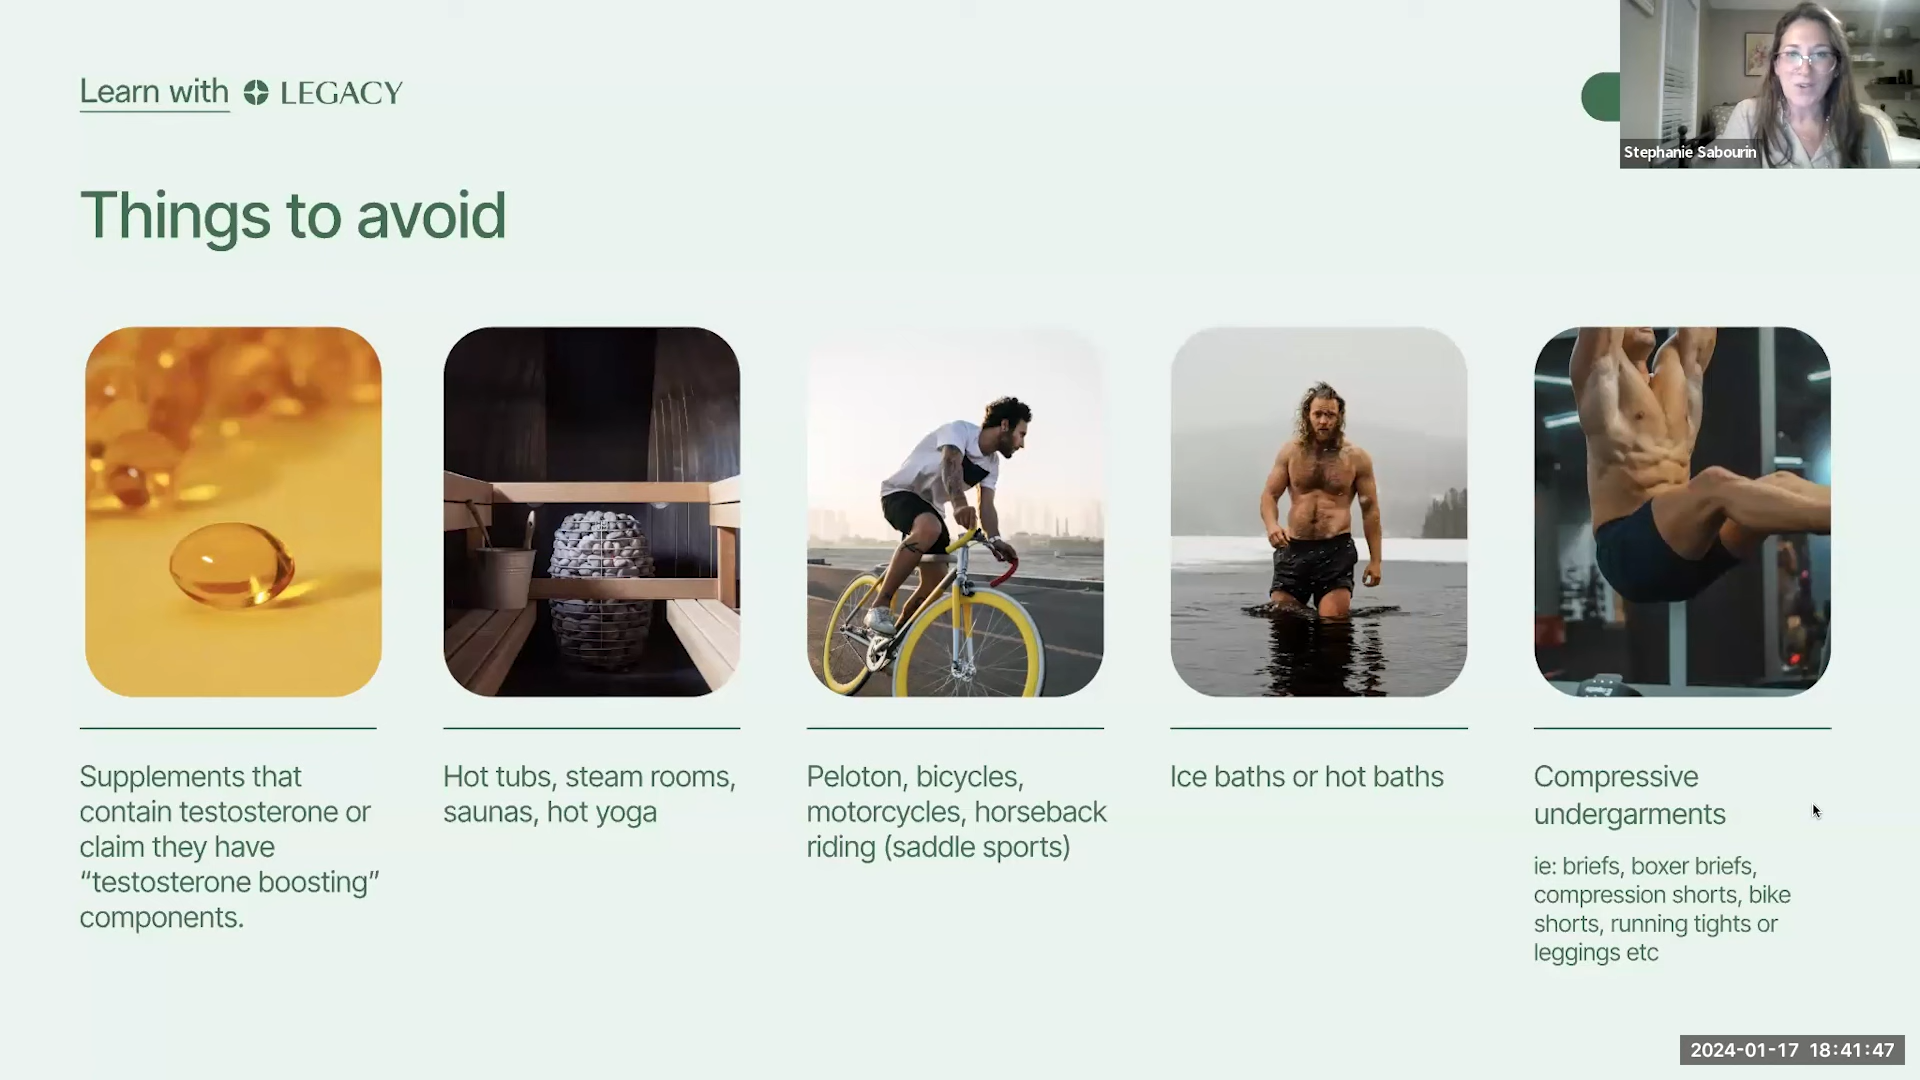 Learn with LEGACY
Stephanie Sabourin
Things to avoid
Supplements that
contain testosterone or
claim they have
“testosterone boosting”
components.
Hot tubs, steam rooms,
saunas, hot yoga
Peloton, bicycles,
motorcycles, horseback
riding (saddle sports)
Ice baths or hot baths
Compressive
undergarments
ie: briefs, boxer briefs,
compression shorts, bike
shorts, running tights or
leggings etc
2024-01-17 18:41:47